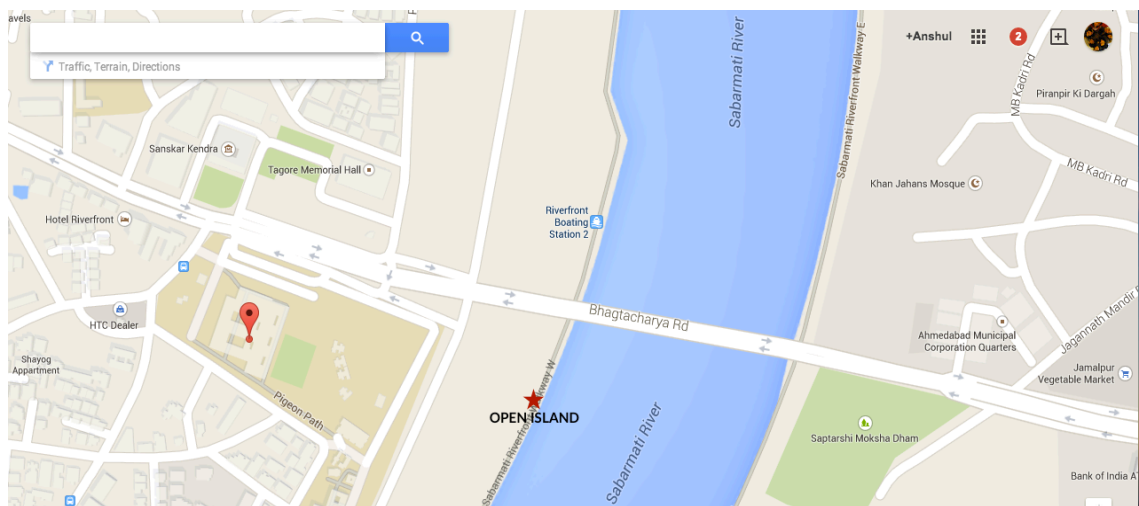 avels
F
+Anshul
2
Traffic, Terrain, Directions
Sabarmati River
Sabarmati Riverfront Walkway E
MB Kadri Rd
Piranpir Ki Dargah
Sanskar Kendra
Tagore Memorial Hall
Khan Jahans Mosque
MB Kadri Rd
Hotel Riverfront
Riverfront
Boating
Station 2
HTC Dealer
Bhagtacharya Rd
Ahmedabad Municipal
Corporation Quarters
Jagannath Mandir
Shayog
Appartment
Jamalpur
Vegetable Market
Pigeon Path
OPEN ISLAND
Sabarmati Riverfront Walkway W
Sabarmati River
Saptarshi Moksha Dham
Bank of India A